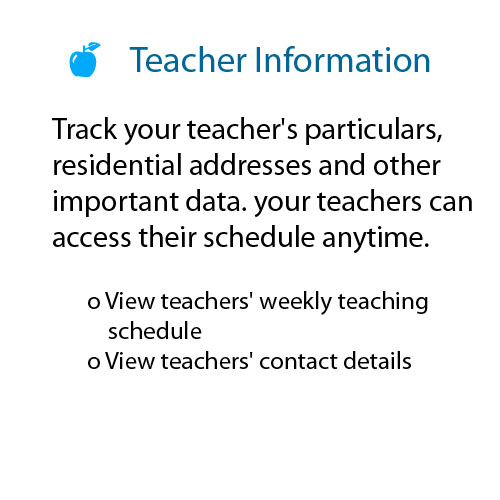 Teacher Information
Track your teacher's particulars,
residential addresses and other
important data. your teachers can
access their schedule anytime.
o View teachers' weekly teaching
schedule
o View teachers' contact details